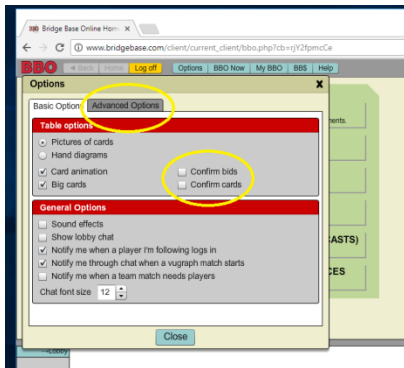 BBO Bridge Base Online Hom
www.bridgebase.com/client/current_client/bbo.php?cb=rjY2fpmcCe
BBO Back Home Log off Options BBO Now My BBO BB$ Help
Options X
Basic Option Advanced Options
Table options
Pictures of cards
Hand diagrams
Card animation Confirm bids
Big cards Confirm cards
General Options
Sound effects
Show lobby chat
Notify me when a player I'm following logs in
Notify me through chat when a vugraph match starts
Notify me when a team match needs players
Chat font size 12
Close
nents.
CASTS)
CES
Lobby